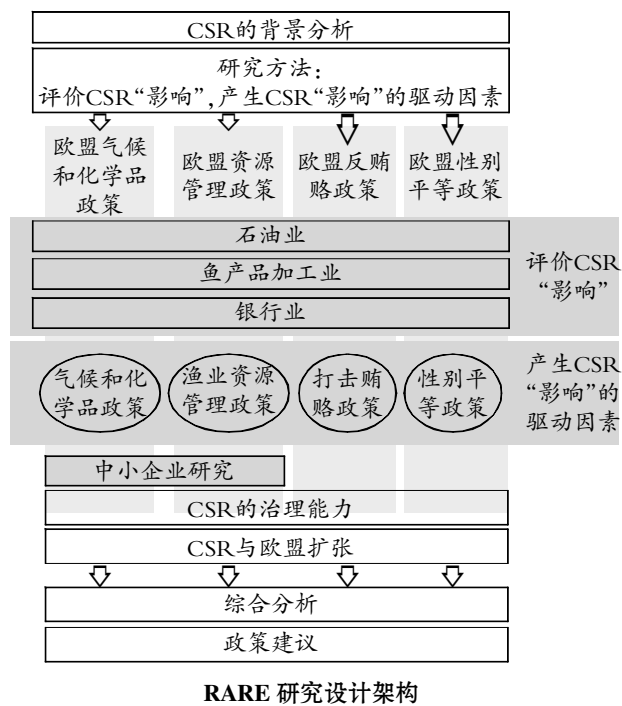 CSR的背景分析
研究方法：
评价CSR“影响”，产生CSR“影响”的驱动因素
欧盟气候
和化学品
政策
欧盟资源
管理政策
欧盟反贿
赂政策
欧盟性别
平等政策
石油业
鱼产品加工业
银行业
评价CSR
“影响”
气候和化
学品政策
渔业资源
管理政策
打击贿
赂政策
性别平
等政策
产生CSR
“影响”的
驱动因素
中小企业研究
CSR的治理能力
CSR与欧盟扩张
综合分析
政策建议
RARE 研究设计架构